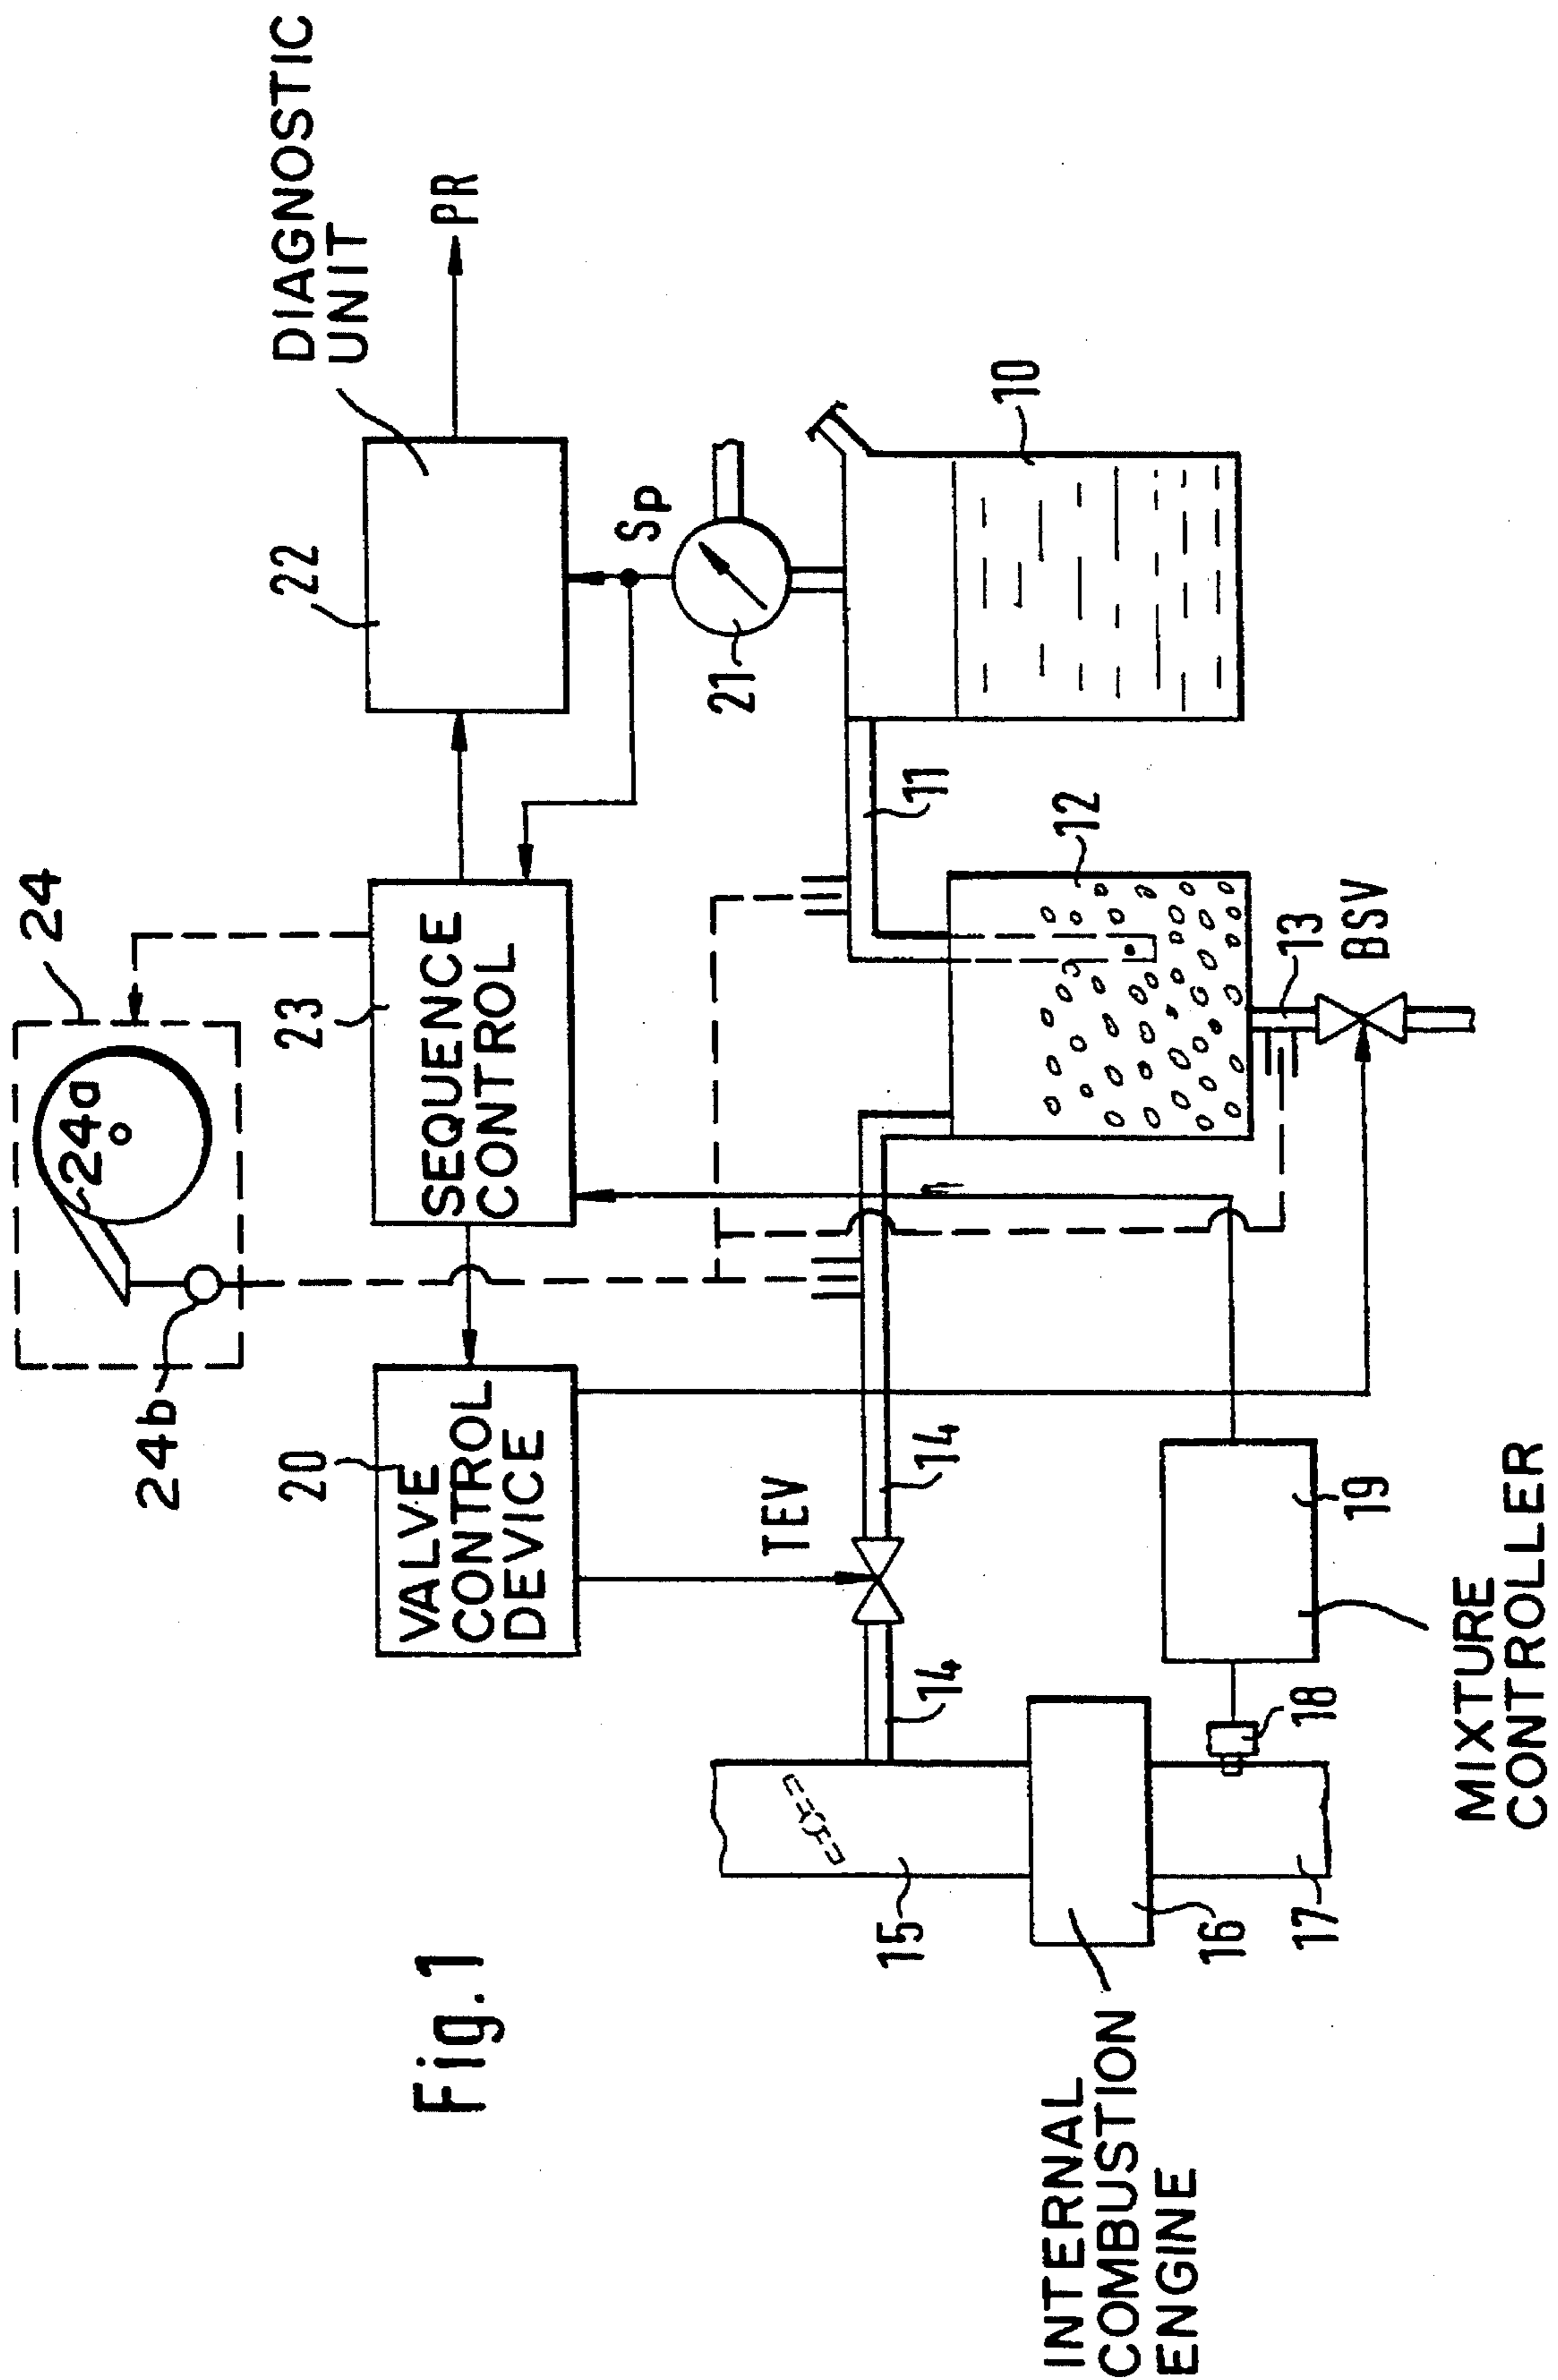 24
24a
24b
DIAGNOSTIC
UNIT
PR
22
23
20
SEQUENCE
CONTROL
VALVE
CONTROL
DEVICE
Sp
21
TEV
11
10
12
14
14
13
BSV
15
16
17
18
19
MIXTURE
CONTROLLER
INTERNAL
COMBUSTION
ENGINE
Fig.1